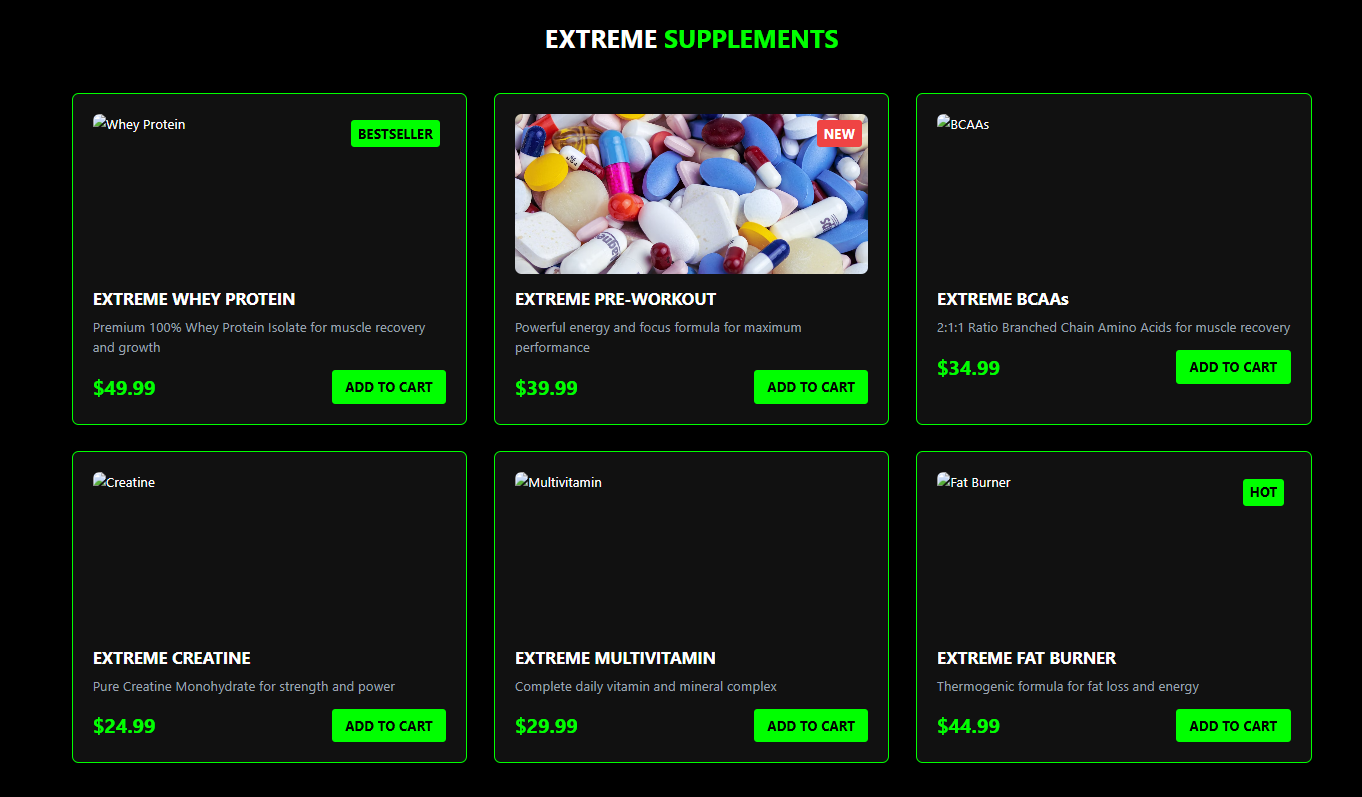 EXTREME SUPPLEMENTS
Whey Protein
BESTSELLER
EXTREME WHEY PROTEIN
Premium 100% Whey Protein Isolate for muscle recovery
and growth
$49.99
ADD TO CART
NEW
EXTREME PRE-WORKOUT
Powerful energy and focus formula for maximum
performance
$39.99
ADD TO CART
BCAAs
EXTREME BCAAs
2:1:1 Ratio Branched Chain Amino Acids for muscle recovery
$34.99
ADD TO CART
Creatine
EXTREME CREATINE
Pure Creatine Monohydrate for strength and power
$24.99
ADD TO CART
Multivitamin
EXTREME MULTIVITAMIN
Complete daily vitamin and mineral complex
$29.99
ADD TO CART
Fat Burner
HOT
EXTREME FAT BURNER
Thermogenic formula for fat loss and energy
$44.99
ADD TO CART